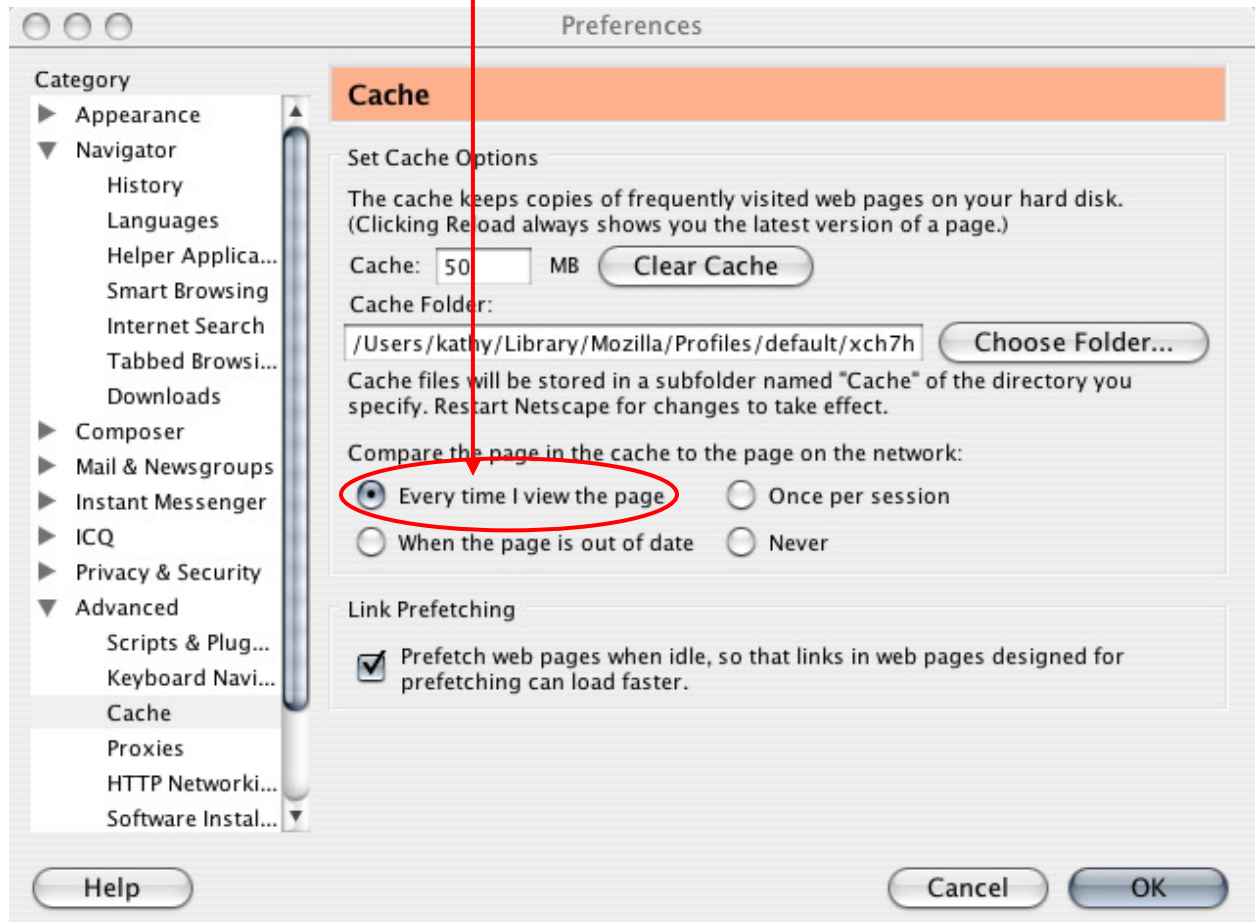 Preferences
Category
Appearance
Navigator
History
Languages
Helper Applica...
Smart Browsing
Internet Search
Tabbed Browsi...
Downloads
Composer
Mail & Newsgroups
Instant Messenger
ICQ
Privacy & Security
Advanced
Scripts & Plug...
Keyboard Navi...
Cache
Proxies
HTTP Networki...
Software Instal...
Cache
Set Cache Options
The cache keeps copies of frequently visited web pages on your hard disk.
(Clicking Reload always shows you the latest version of a page.)
Cache: 50 MB Clear Cache
Cache Folder:
/Users/kathy/Library/Mozilla/Profiles/default/xch7h Choose Folder...
Cache files will be stored in a subfolder named "Cache" of the directory you
specify. Restart Netscape for changes to take effect.
Compare the page in the cache to the page on the network:
Every time I view the page Once per session
When the page is out of date Never
Link Prefetching
Prefetch web pages when idle, so that links in web pages designed for
prefetching can load faster.
Help Cancel OK